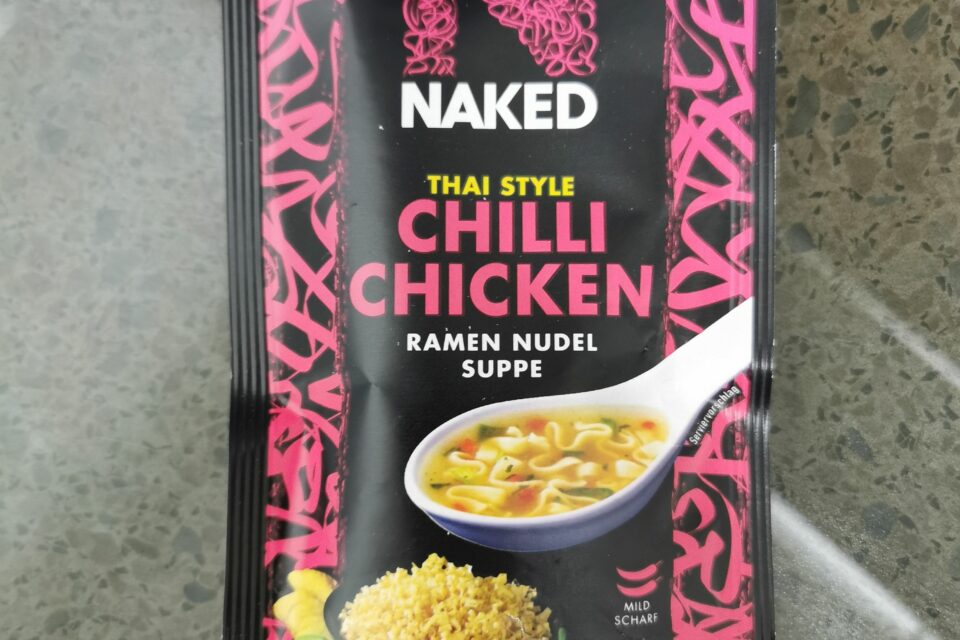 N
NAKED
THAI STYLE
CHILLI
CHICKEN
RAMEN NUDEL
SUPPE
Serviervorschlag
MILD
SCHARF